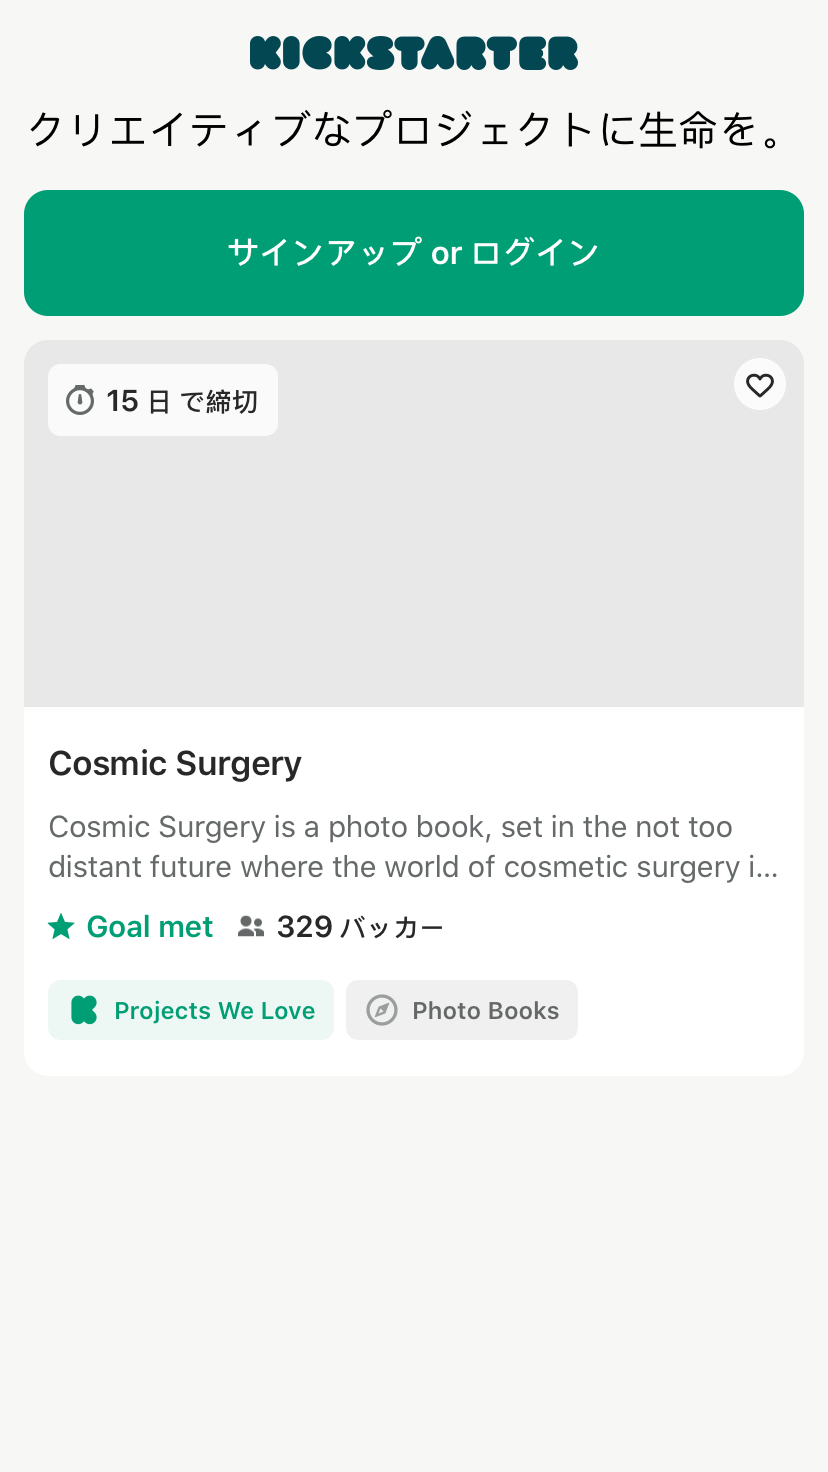 KICKSTARTER
クリエイティブなプロジェクトに生命を。
サインアップ or ログイン
15 日 で締切
Cosmic Surgery
Cosmic Surgery is a photo book, set in the not too
distant future where the world of cosmetic surgery i...
Goal met 329 バッカー
Projects We Love Photo Books